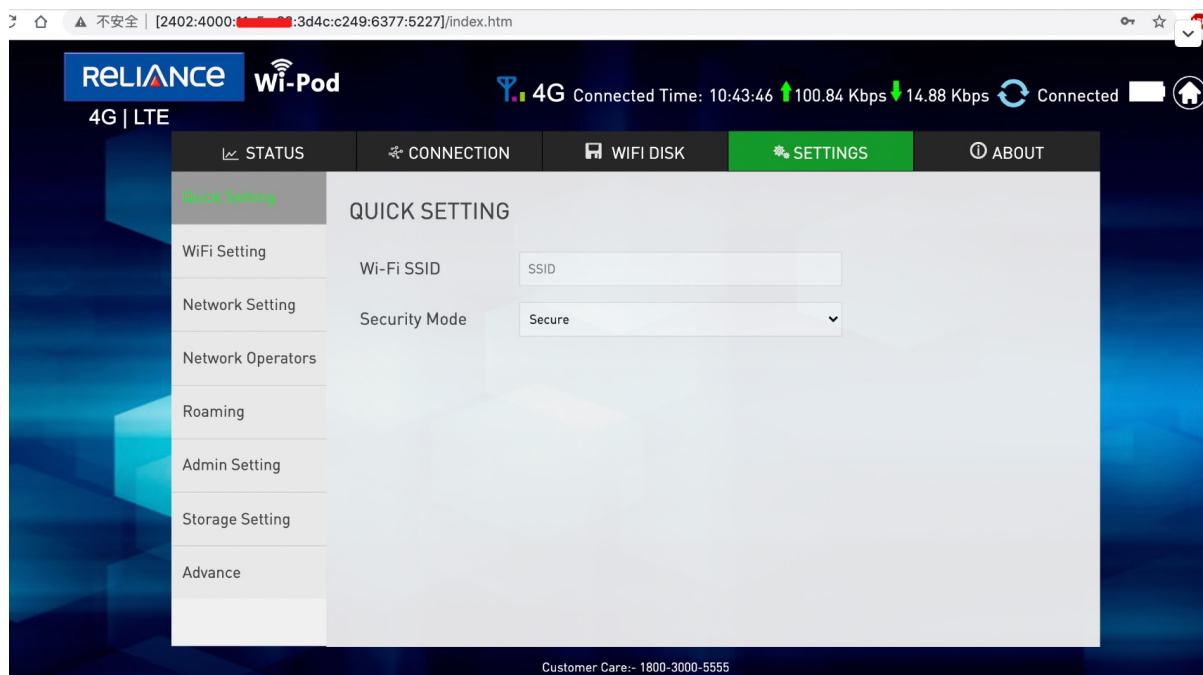 不安全 [2402:4000: :3d4c:c249:6377:5227]/index.htm
RELIANCE Wi-Pod
4G | LTE
4G Connected Time: 10:43:46 100.84 Kbps 14.88 Kbps Connected
STATUS CONNECTION WIFI DISK SETTINGS ABOUT
Quick Setting
QUICK SETTING
WiFi Setting
Wi-Fi SSID SSID
Network Setting
Security Mode Secure
Network Operators
Roaming
Admin Setting
Storage Setting
Advance
Customer Care:- 1800-3000-5555